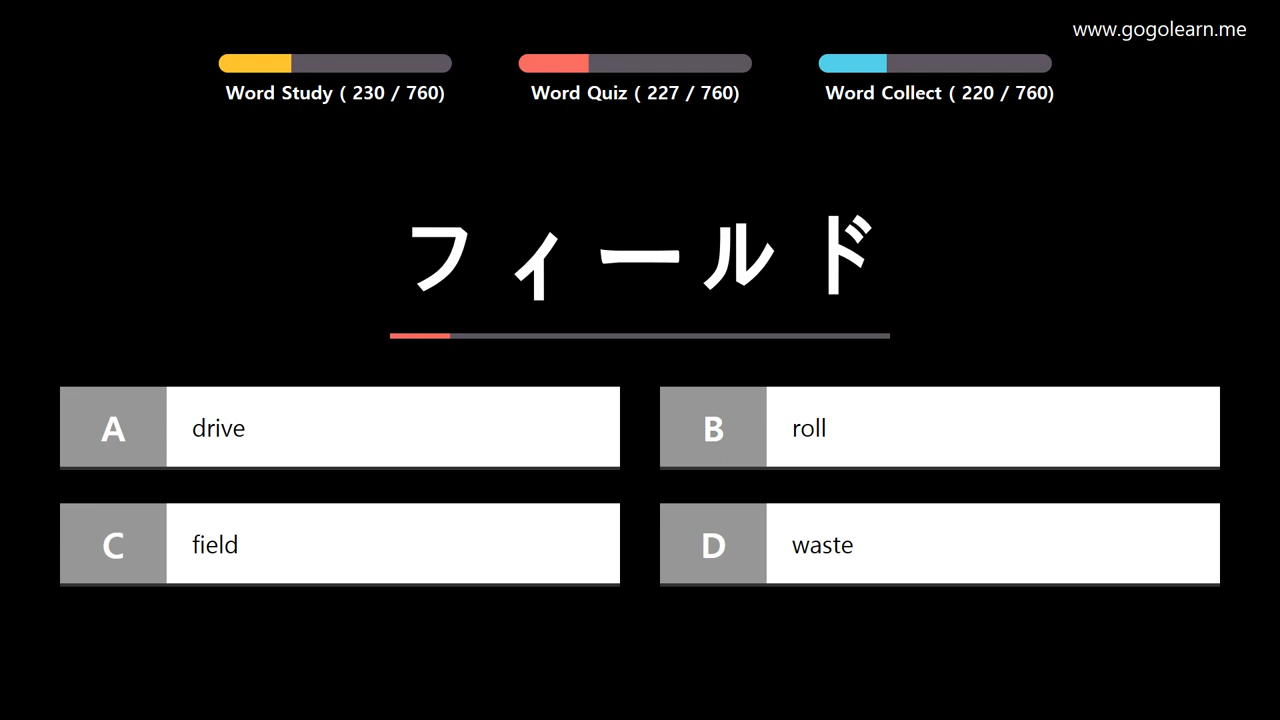 www.gogolearn.me
Word Study ( 230 / 760)
Word Quiz ( 227 / 760)
Word Collect ( 220 / 760)
フィールド
A drive
B roll
C field
D waste